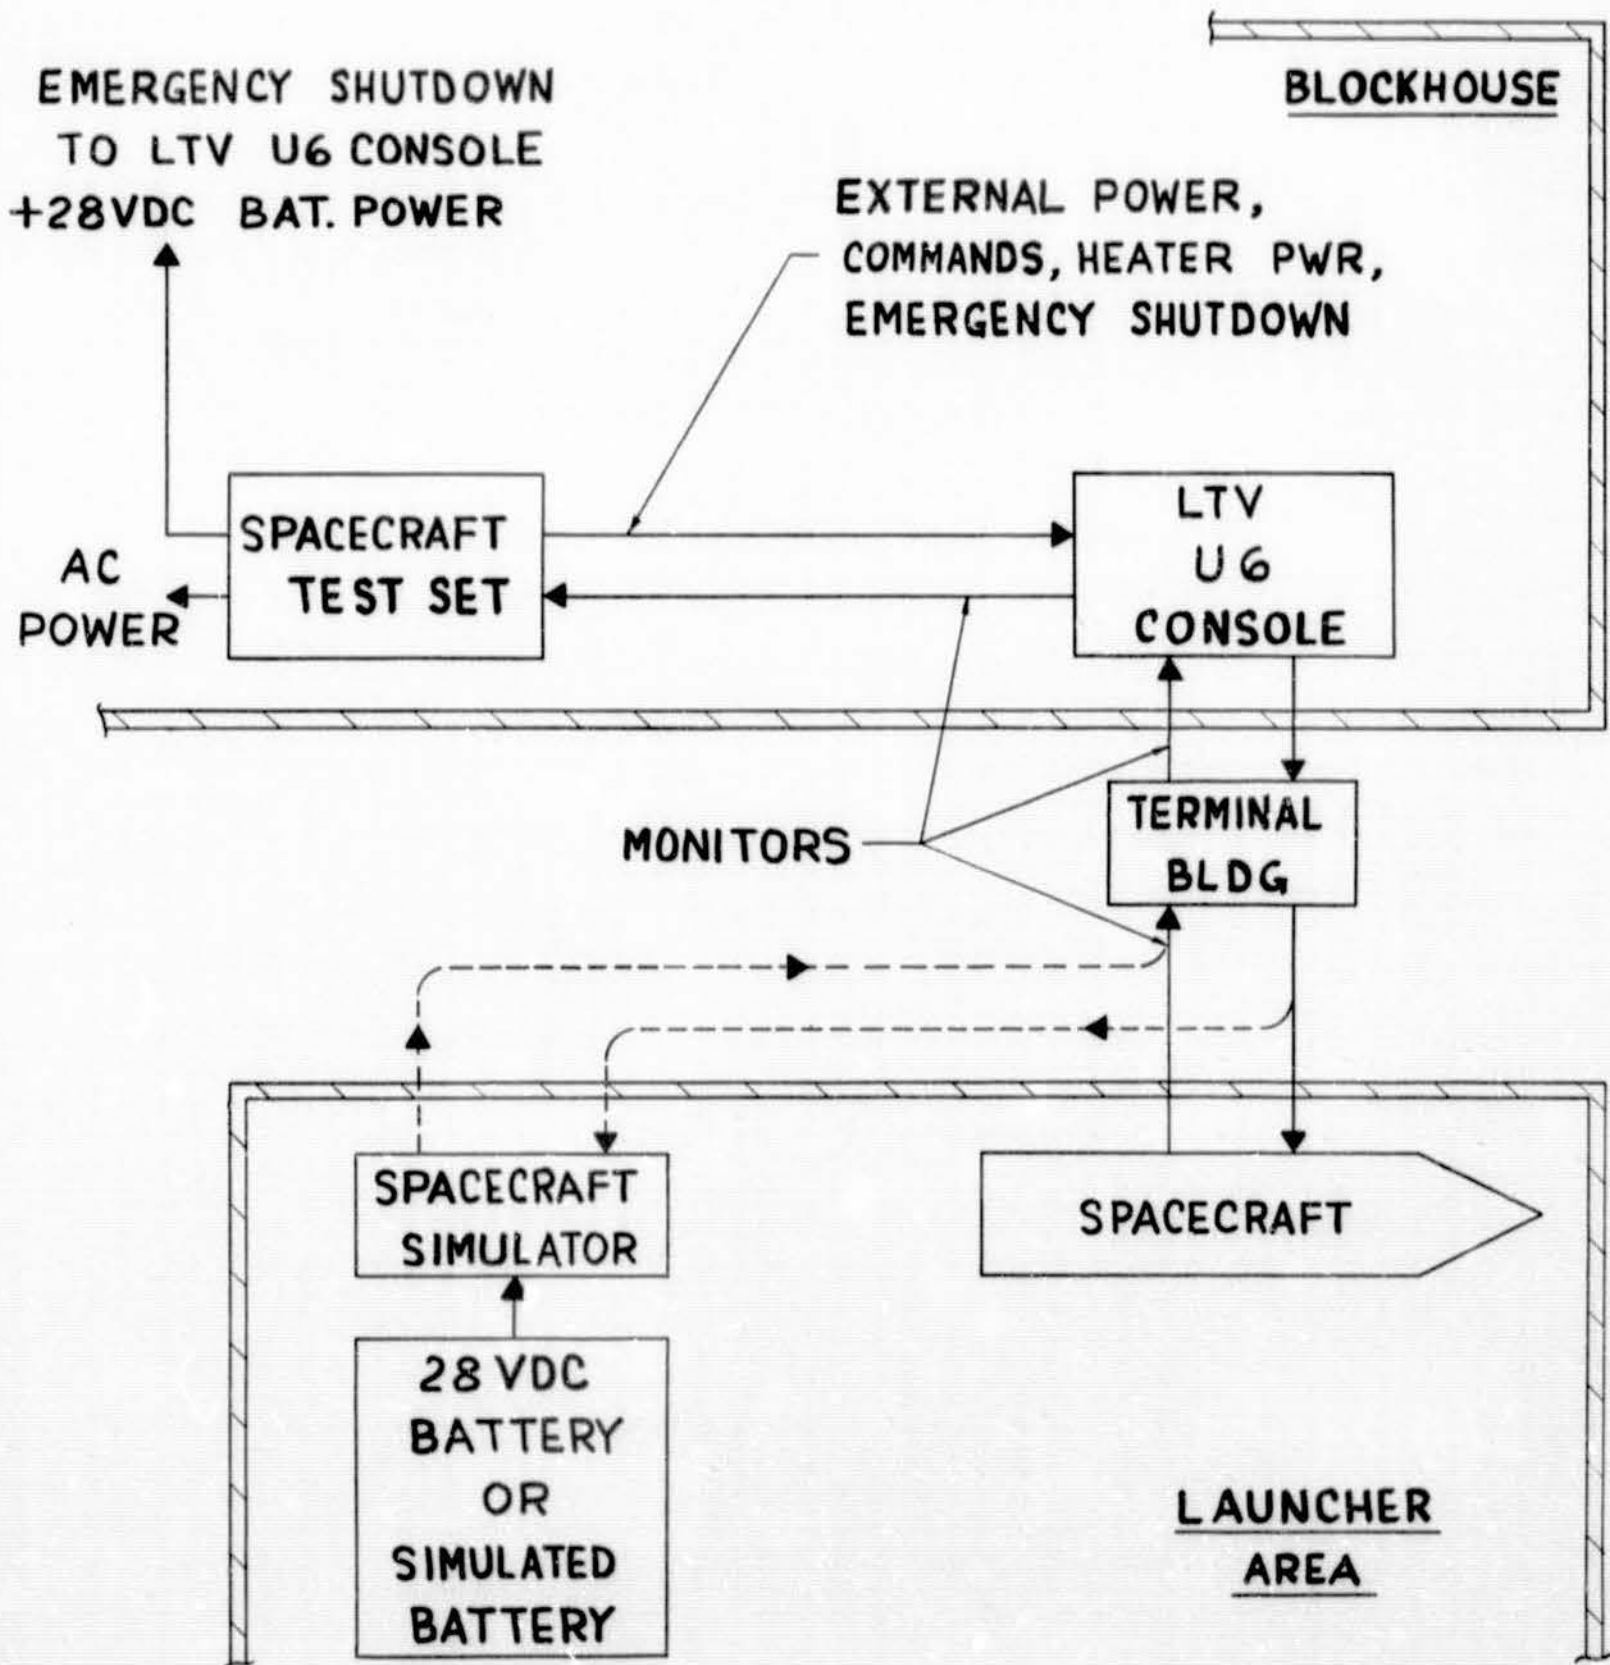 BLOCKHOUSE
EMERGENCY SHUTDOWN
TO LTV U6 CONSOLE
+28VDC BAT. POWER
EXTERNAL POWER,
COMMANDS, HEATER PWR,
EMERGENCY SHUTDOWN
AC
POWER
SPACECRAFT
TEST SET
LTV
U6
CONSOLE
MONITORS
TERMINAL
BLDG
SPACECRAFT
SIMULATOR
SPACECRAFT
28 VDC
BATTERY
OR
SIMULATED
BATTERY
LAUNCHER
AREA